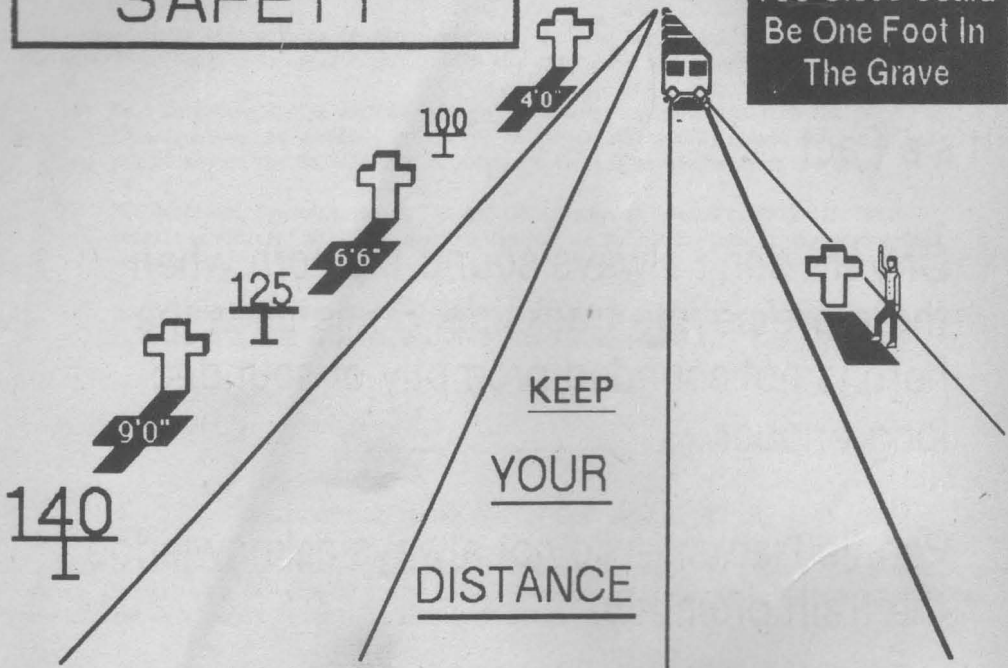 SAFETY
Be One Foot In
The Grave
4'0"
100
6'6"
125
9'0"
140
KEEP
YOUR
DISTANCE